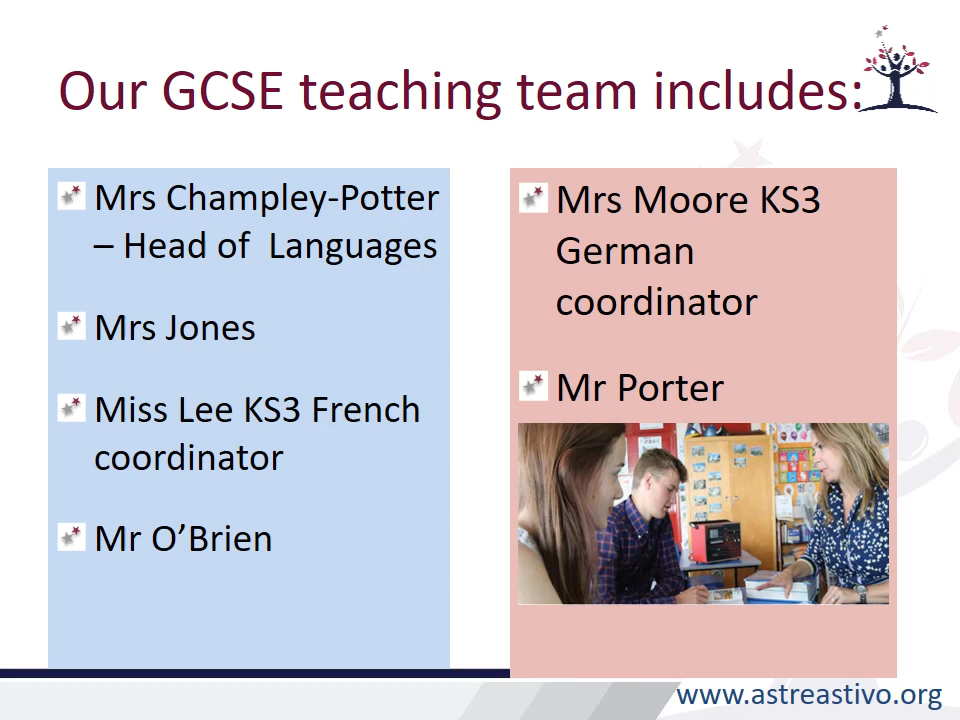 Our GCSE teaching team includes:
Mrs Champley-Potter
– Head of  Languages
Mrs Jones
Miss Lee KS3 French
coordinator
Mr O’Brien
Mrs Moore KS3
German
coordinator
Mr Porter
www.astreastivo.org